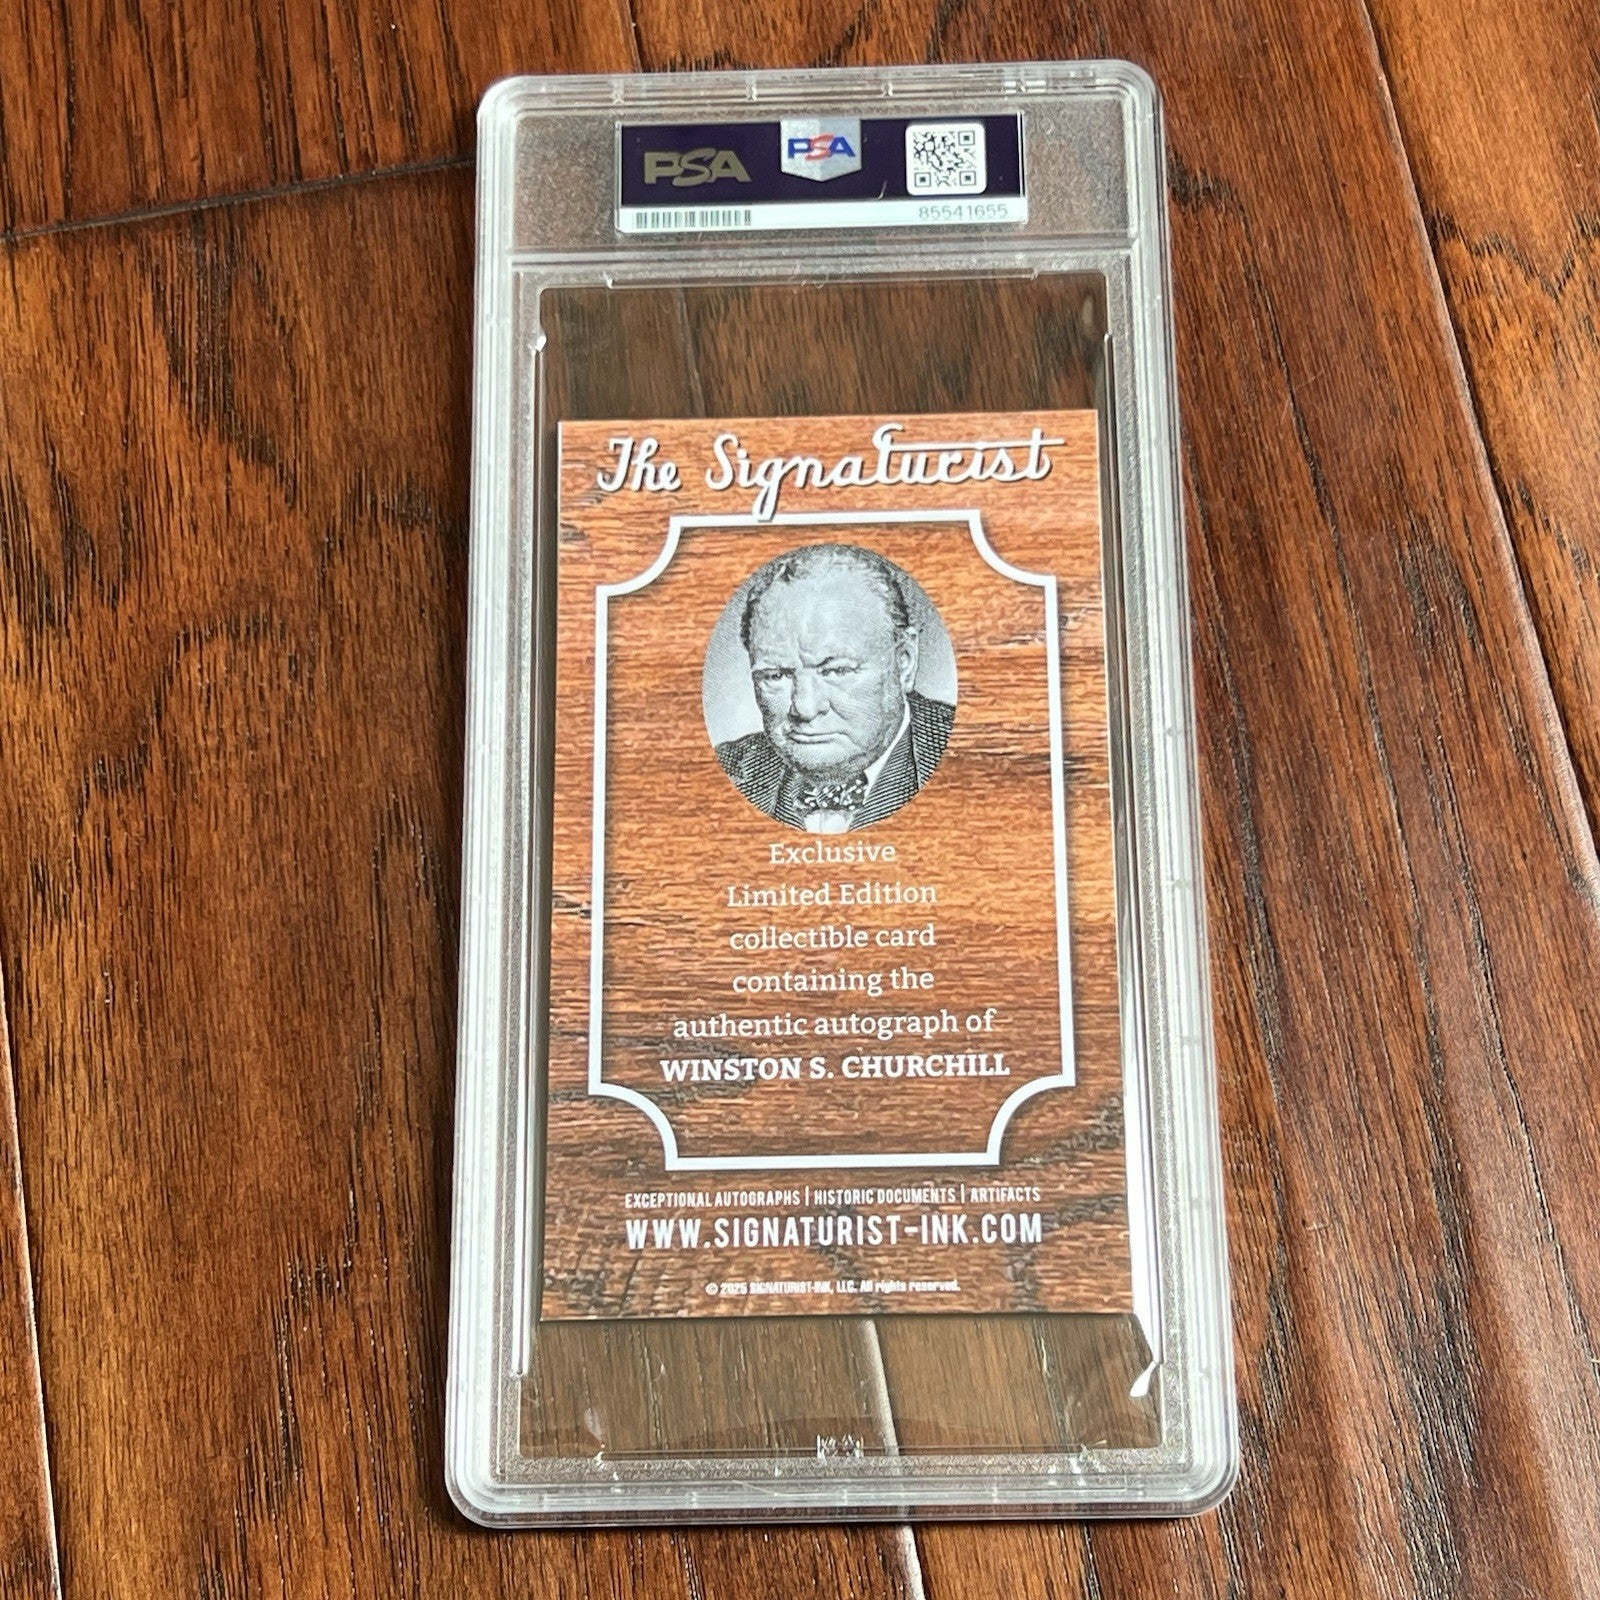 PSA
PSA
85541655
The Signaturist
Exclusive
Limited Edition
collectible card
containing the
authentic autograph of
WINSTON S. CHURCHILL
EXCEPTIONAL AUTOGRAPHS | HISTORIC DOCUMENTS | ARTIFACTS
WWW.SIGNATURIST-INK.COM
© 2025 SIGNATURIST-INK, LLC. All rights reserved.